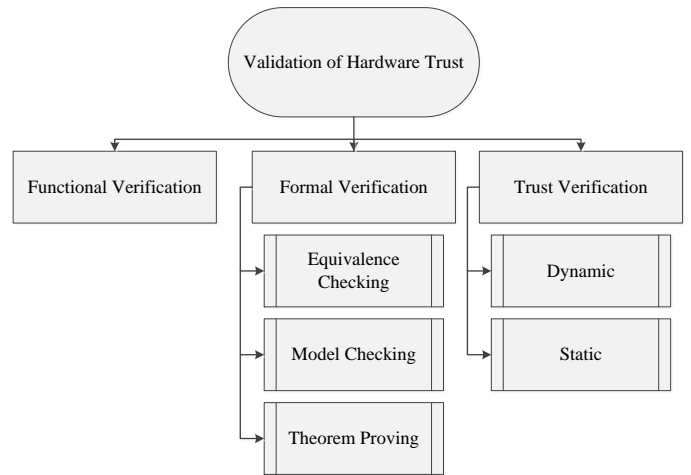 Validation of Hardware Trust
Functional Verification
Formal Verification
Trust Verification
Equivalence
Checking
Dynamic
Model Checking
Static
Theorem Proving